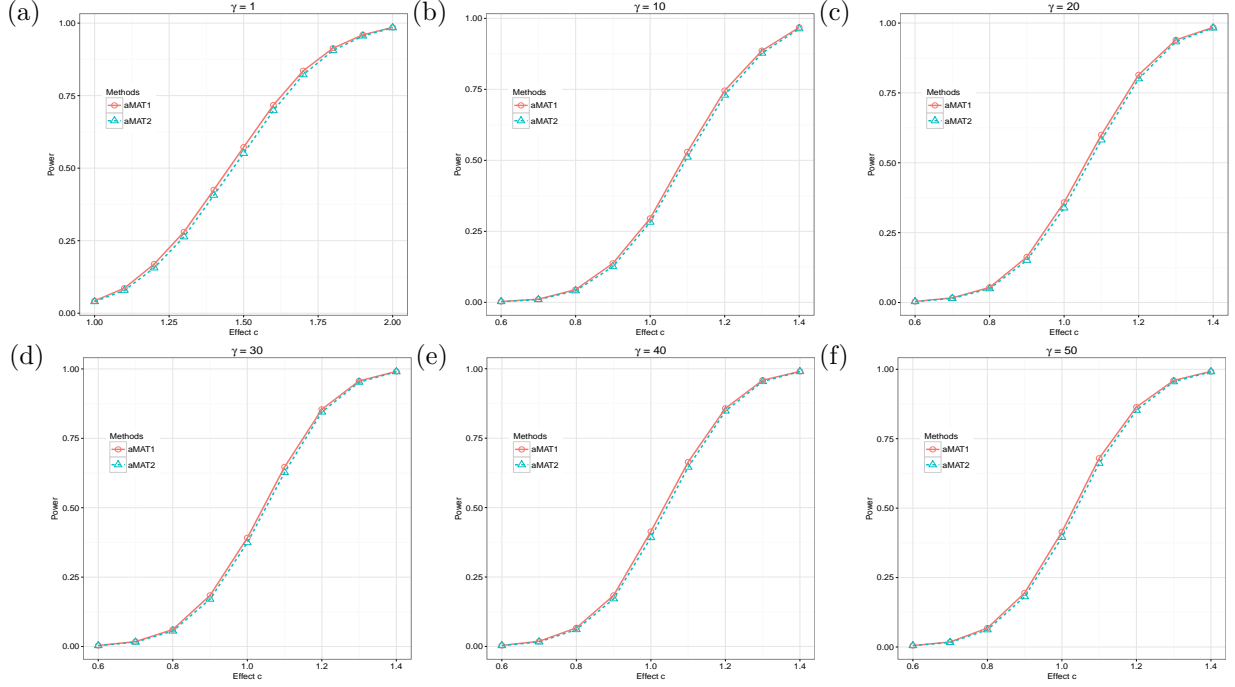 (a)
γ = 1
1.00
0.75
0.50
0.25
0.00
Power
Methods
aMAT1
aMAT2
1.00
1.25
1.50
1.75
2.00
Effect c
(b)
γ = 10
1.00
0.75
0.50
0.25
0.00
Power
Methods
aMAT1
aMAT2
0.6
0.8
1.0
1.2
1.4
Effect c
(c)
γ = 20
1.00
0.75
0.50
0.25
0.00
Power
Methods
aMAT1
aMAT2
0.6
0.8
1.0
1.2
1.4
Effect c
(d)
γ = 30
1.00
0.75
0.50
0.25
0.00
Power
Methods
aMAT1
aMAT2
0.6
0.8
1.0
1.2
1.4
Effect c
(e)
γ = 40
1.00
0.75
0.50
0.25
0.00
Power
Methods
aMAT1
aMAT2
0.6
0.8
1.0
1.2
1.4
Effect c
(f)
γ = 50
1.00
0.75
0.50
0.25
0.00
Power
Methods
aMAT1
aMAT2
0.6
0.8
1.0
1.2
1.4
Effect c